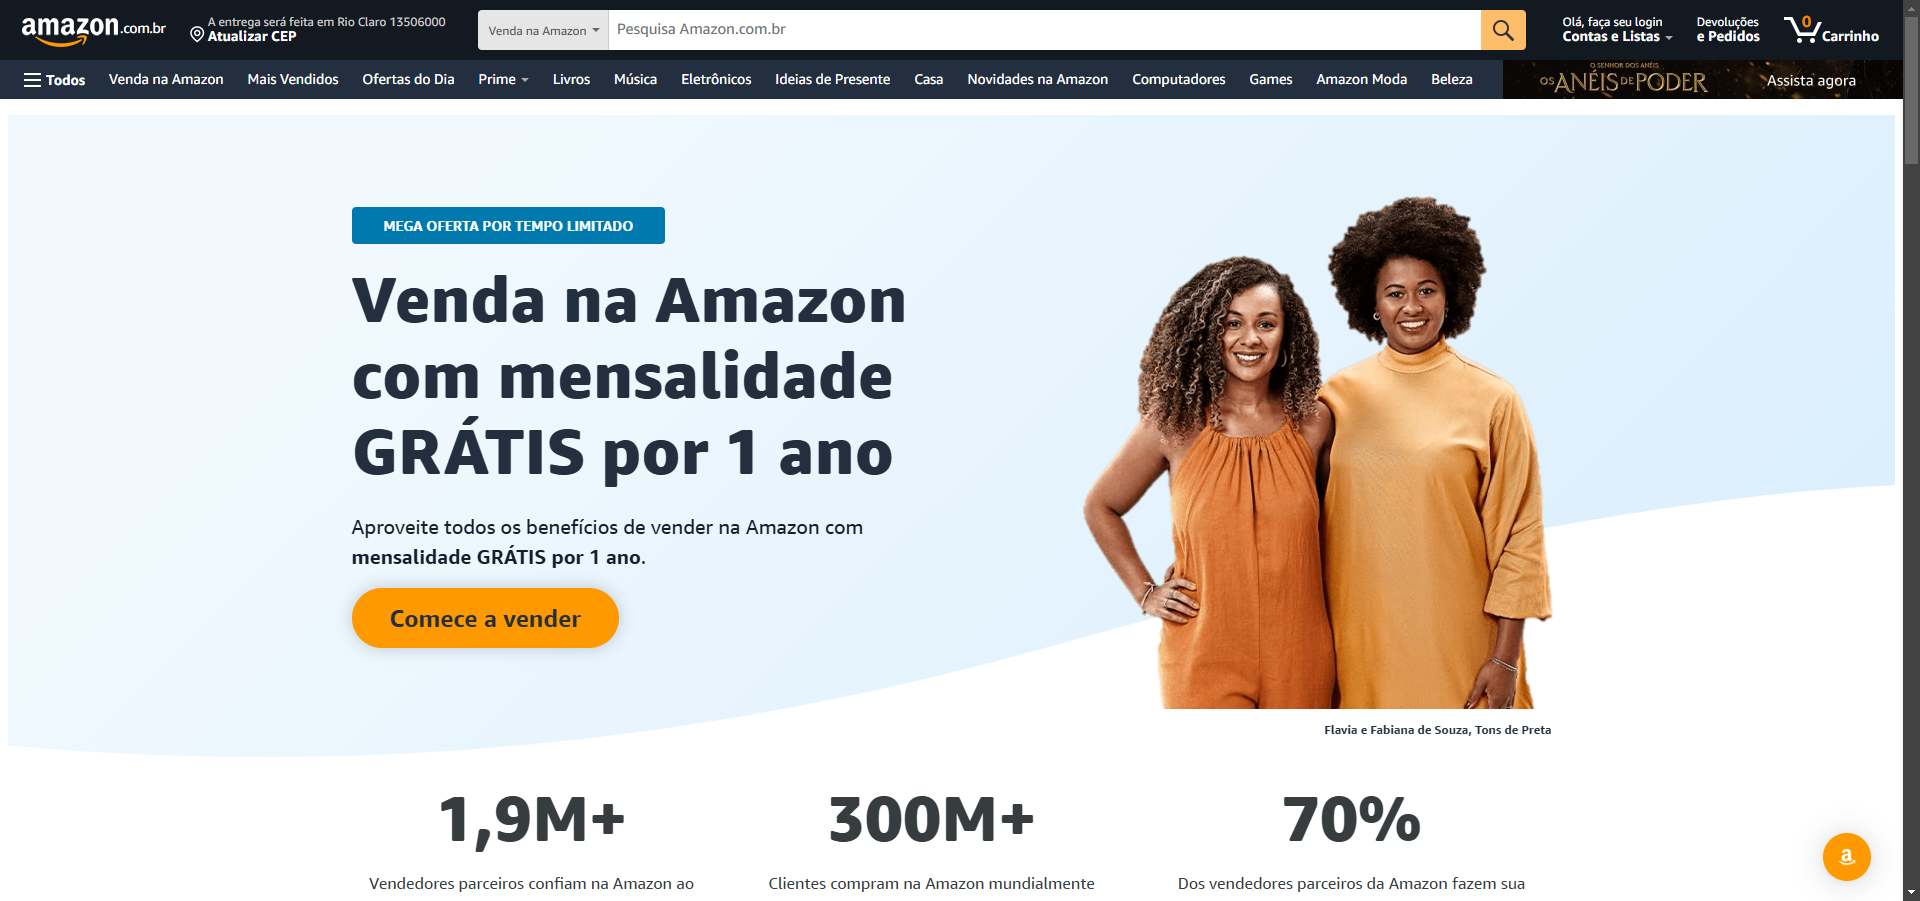 amazon.com.br
A entrega será feita em Rio Claro 13506000
Atualizar CEP
Venda na Amazon
Pesquisa Amazon.com.br
Olá, faça seu login
Contas e Listas
Devoluções
e Pedidos
0
Carrinho
Todos
Venda na Amazon
Mais Vendidos
Ofertas do Dia
Prime
Livros
Música
Eletrônicos
Ideias de Presente
Casa
Novidades na Amazon
Computadores
Games
Amazon Moda
Beleza
O SENHOR DOS ANÉIS
OS ANÉIS DE PODER
Assista agora
MEGA OFERTA POR TEMPO LIMITADO
Venda na Amazon
com mensalidade
GRÁTIS por 1 ano
Aproveite todos os benefícios de vender na Amazon com
mensalidade GRÁTIS por 1 ano.
Comece a vender
Flavia e Fabiana de Souza, Tons de Preta
1,9M+
300M+
70%
Vendedores parceiros confiam na Amazon ao
Clientes compram na Amazon mundialmente
Dos vendedores parceiros da Amazon fazem sua
a